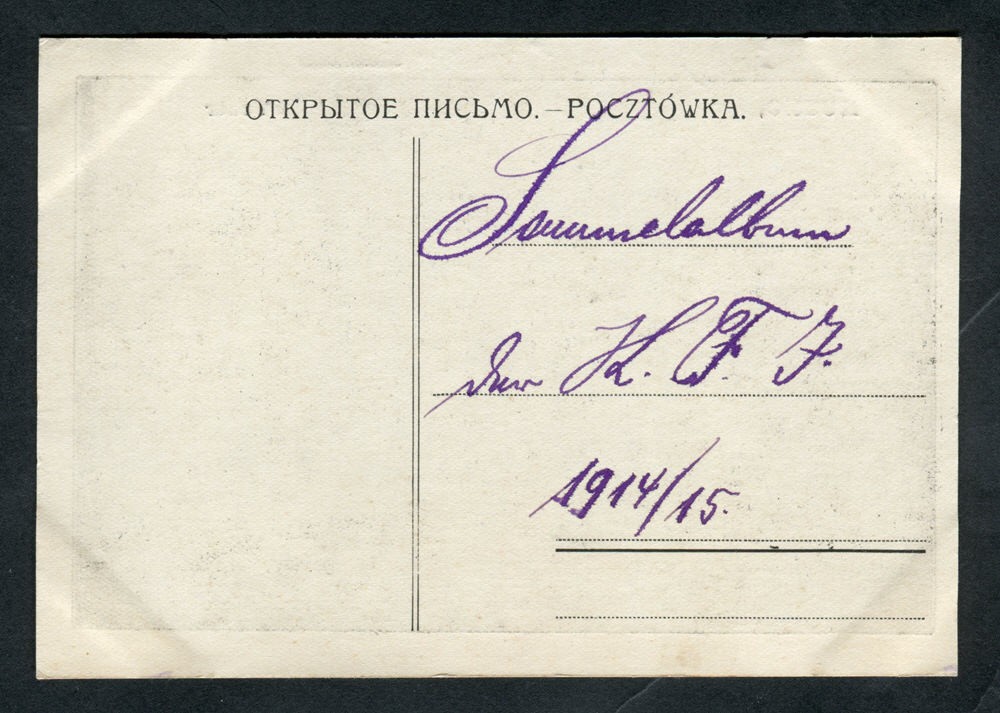 ОТКРЫТОЕ ПИСЬМО.–POCZTÓWKA.
Sammelalbum
der K. F. J.
1914/15.